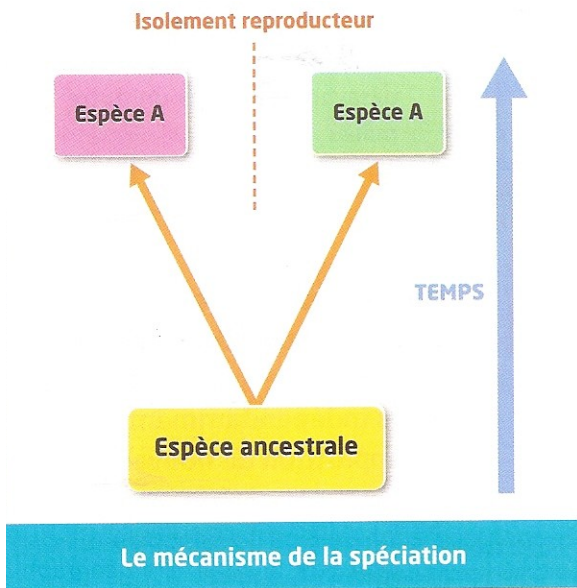 Isolement reproducteur
Espèce A
Espèce A
TEMPS
Espèce ancestrale
Le mécanisme de la spéciation